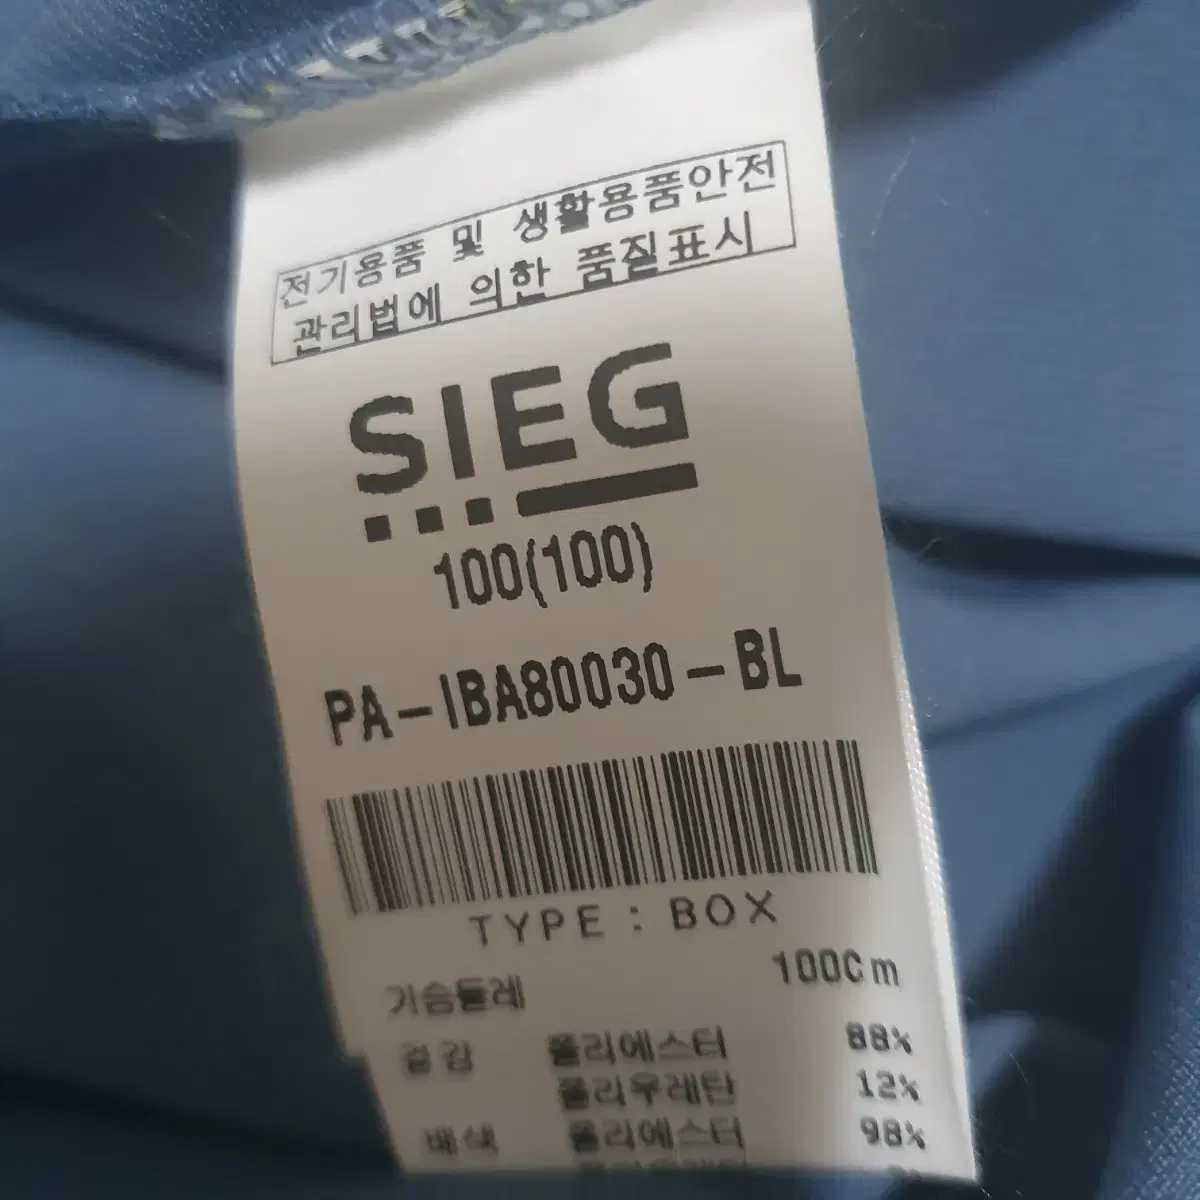 전기용품 및 생활용품안전
관리법에 의한 품질표시
SIEG
100(100)
PA-IBA80030-BL
TYPE : BOX
가슴둘레 100Cm
겉감 폴리에스터 88%
폴리우레탄 12%
배색 폴리에스터 98%